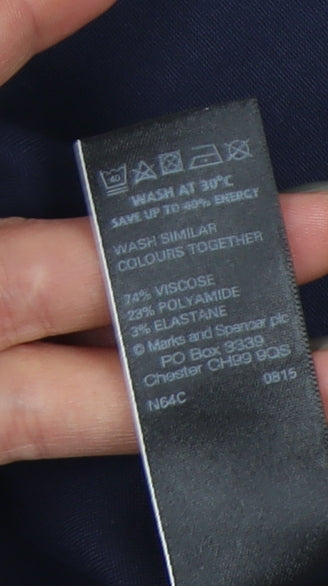 40
WASH AT 30°C
SAVE UP TO 40% ENERGY
WASH SIMILAR
COLOURS TOGETHER
74% VISCOSE
23% POLYAMIDE
3% ELASTANE
© Marks and Spencer plc
PO Box 3339
Chester CH99 9QS
N64C 0815